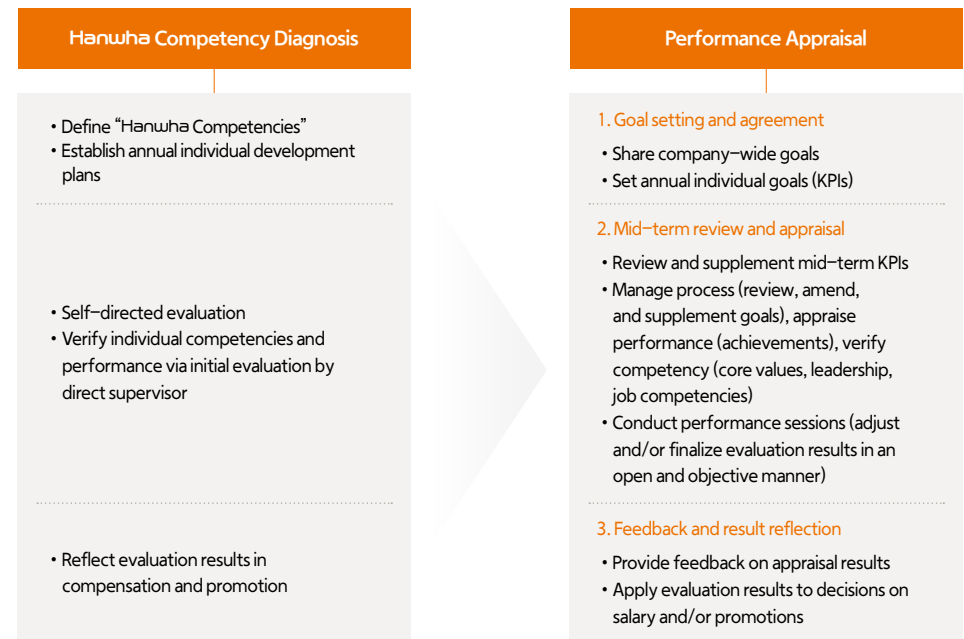 Hanwha Competency Diagnosis
• Define “Hanwha Competencies”
• Establish annual individual development
plans
• Self-directed evaluation
• Verify individual competencies and
performance via initial evaluation by
direct supervisor
• Reflect evaluation results in
compensation and promotion
Performance Appraisal
1. Goal setting and agreement
• Share company-wide goals
• Set annual individual goals (KPIs)
2. Mid-term review and appraisal
• Review and supplement mid-term KPIs
• Manage process (review, amend,
and supplement goals), appraise
performance (achievements), verify
competency (core values, leadership,
job competencies)
• Conduct performance sessions (adjust
and/or finalize evaluation results in an
open and objective manner)
3. Feedback and result reflection
• Provide feedback on appraisal results
• Apply evaluation results to decisions on
salary and/or promotions